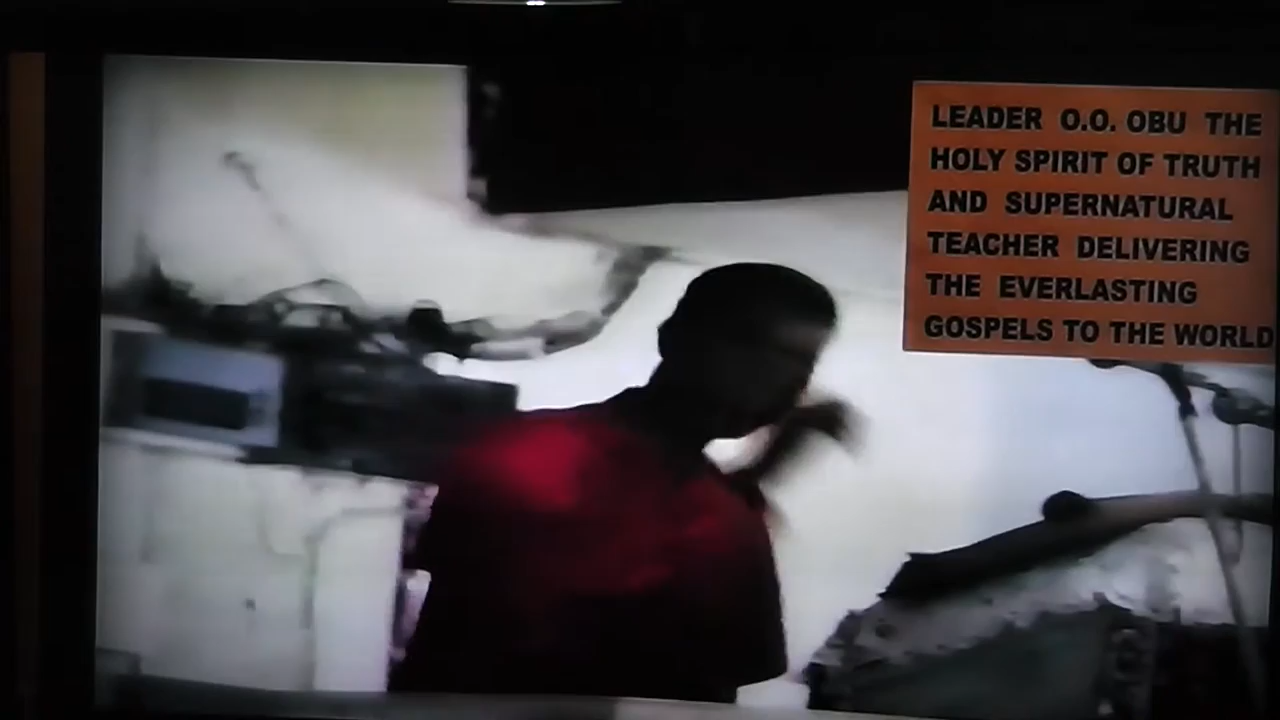 LEADER O.O. OBU THE
HOLY SPIRIT OF TRUTH
AND SUPERNATURAL
TEACHER DELIVERING
THE EVERLASTING
GOSPELS TO THE WORLD